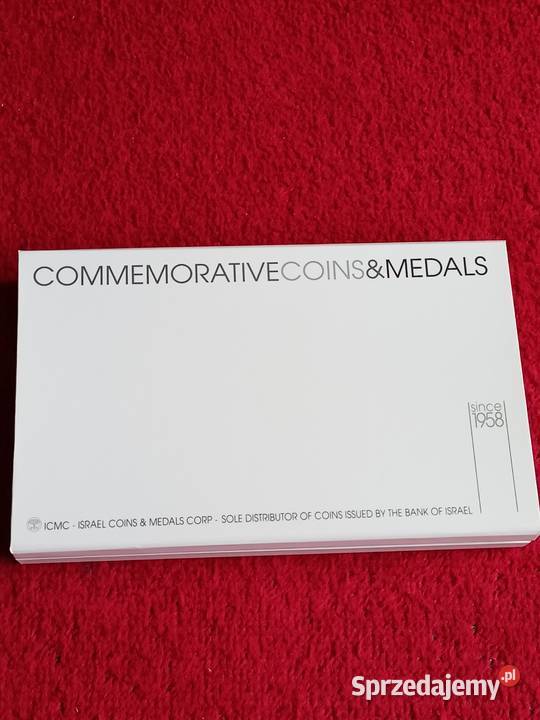 COMMEMORATIVECOINS&MEDALS
since
1958
ICMC - ISRAEL COINS & MEDALS CORP - SOLE DISTRIBUTOR OF COINS ISSUED BY THE BANK OF ISRAEL
Sprzedajemy.pl